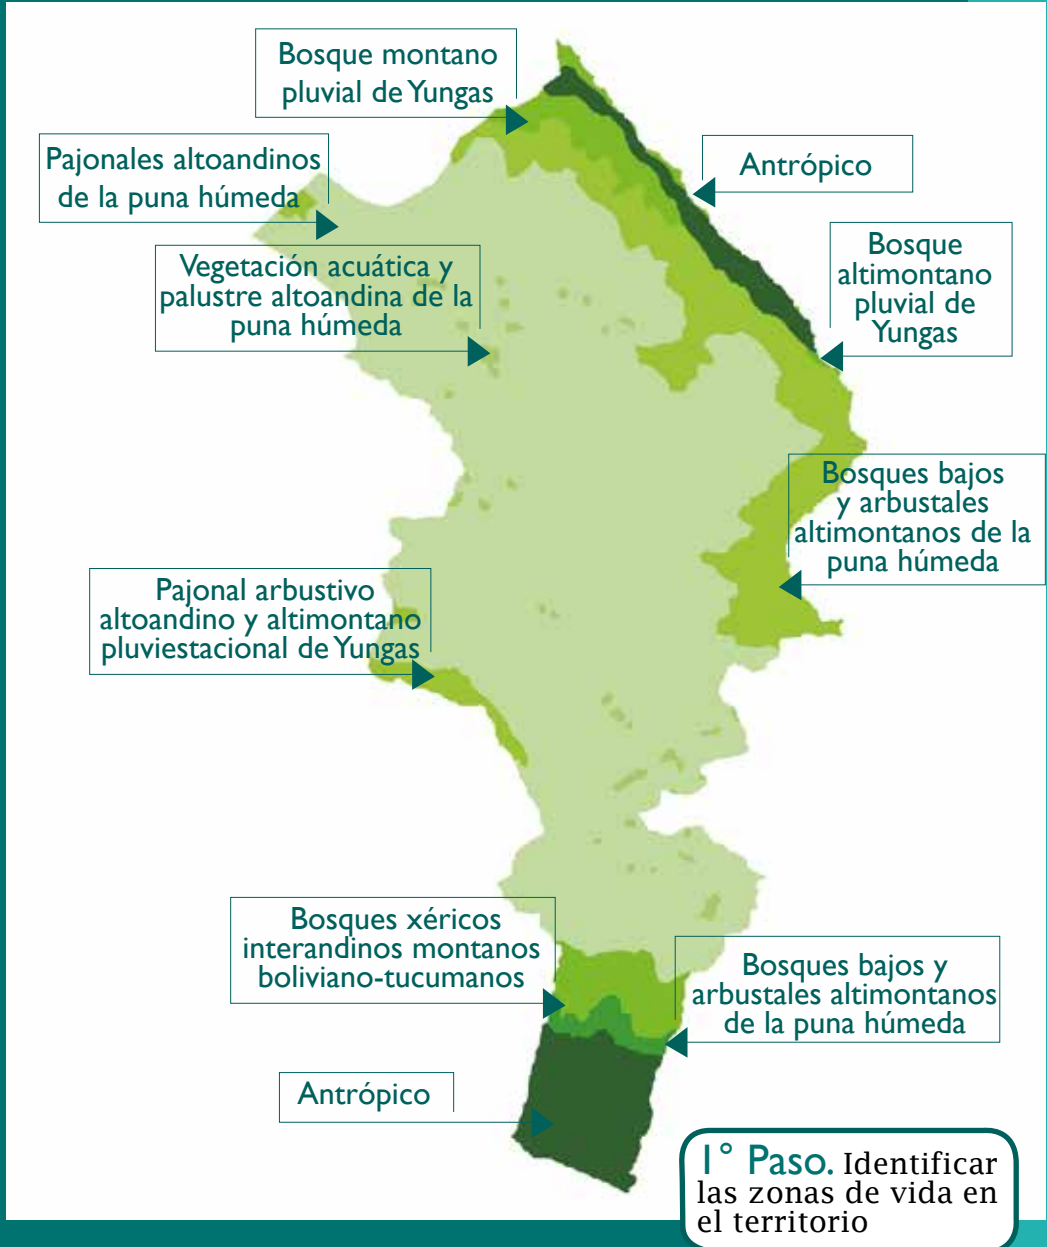 Bosque montano
pluvial de Yungas
Pajonales altoandinos
de la puna húmeda
Antrópico
Vegetación acuática y
palustre altoandina de la
puna húmeda
Bosque
altimontano
pluvial de
Yungas
Bosques bajos
y arbustales
altimontanos de la
puna húmeda
Pajonal arbustivo
altoandino y altimontano
pluviestacional de Yungas
Bosques xéricos
interandinos montanos
boliviano-tucumanos
Bosques bajos y
arbustales altimontanos
de la puna húmeda
Antrópico
1° Paso. Identificar
las zonas de vida en
el territorio